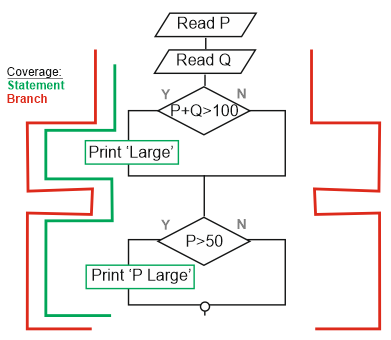 Read P
Read Q
Coverage:
Statement
Branch
Y
N
P+Q>100
Print ‘Large’
Y
N
P>50
Print ‘P Large’